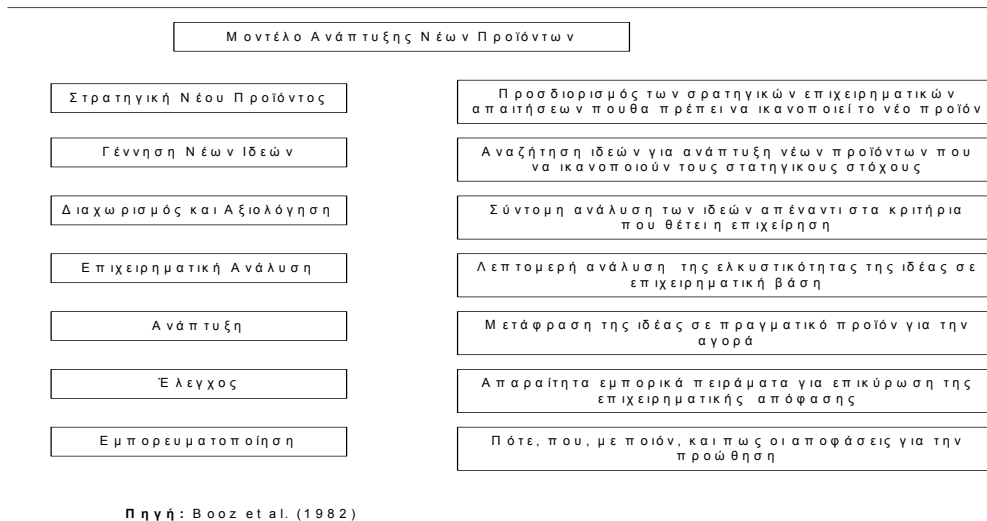 Μοντέλο Ανάπτυξης Νέων Προϊόντων
Στρατηγική Νέου Προϊόντος
Προσδιορισμός των σρατηγικών επιχειρηματικών
απαιτήσεων πουθα πρέπει να ικανοποιεί το νέο προϊόν
Γέννηση Νέων Ιδεών
Αναζήτηση ιδεών για ανάπτυξη νέων προϊόντων που
να ικανοποιούν τους στατηγικους στόχους
Διαχωρισμός και Αξιολόγηση
Σύντομη ανάλυση των ιδεών απέναντι στα κριτήρια
που θέτει η επιχείρηση
Επιχειρηματική Ανάλυση
Λεπτομερή ανάλυση της ελκυστικότητας της ιδέας σε
επιχειρηματική βάση
Ανάπτυξη
Μετάφραση της ιδέας σε πραγματικό προϊόν για την
αγορά
Έλεγχος
Απαραίτητα εμπορικά πειράματα για επικύρωση της
επιχειρηματικής απόφασης
Εμπορευματοποίηση
Πότε, που, με ποιόν, και πως οι αποφάσεις για την
προώθηση
Πηγή: Booz et al. (1982)